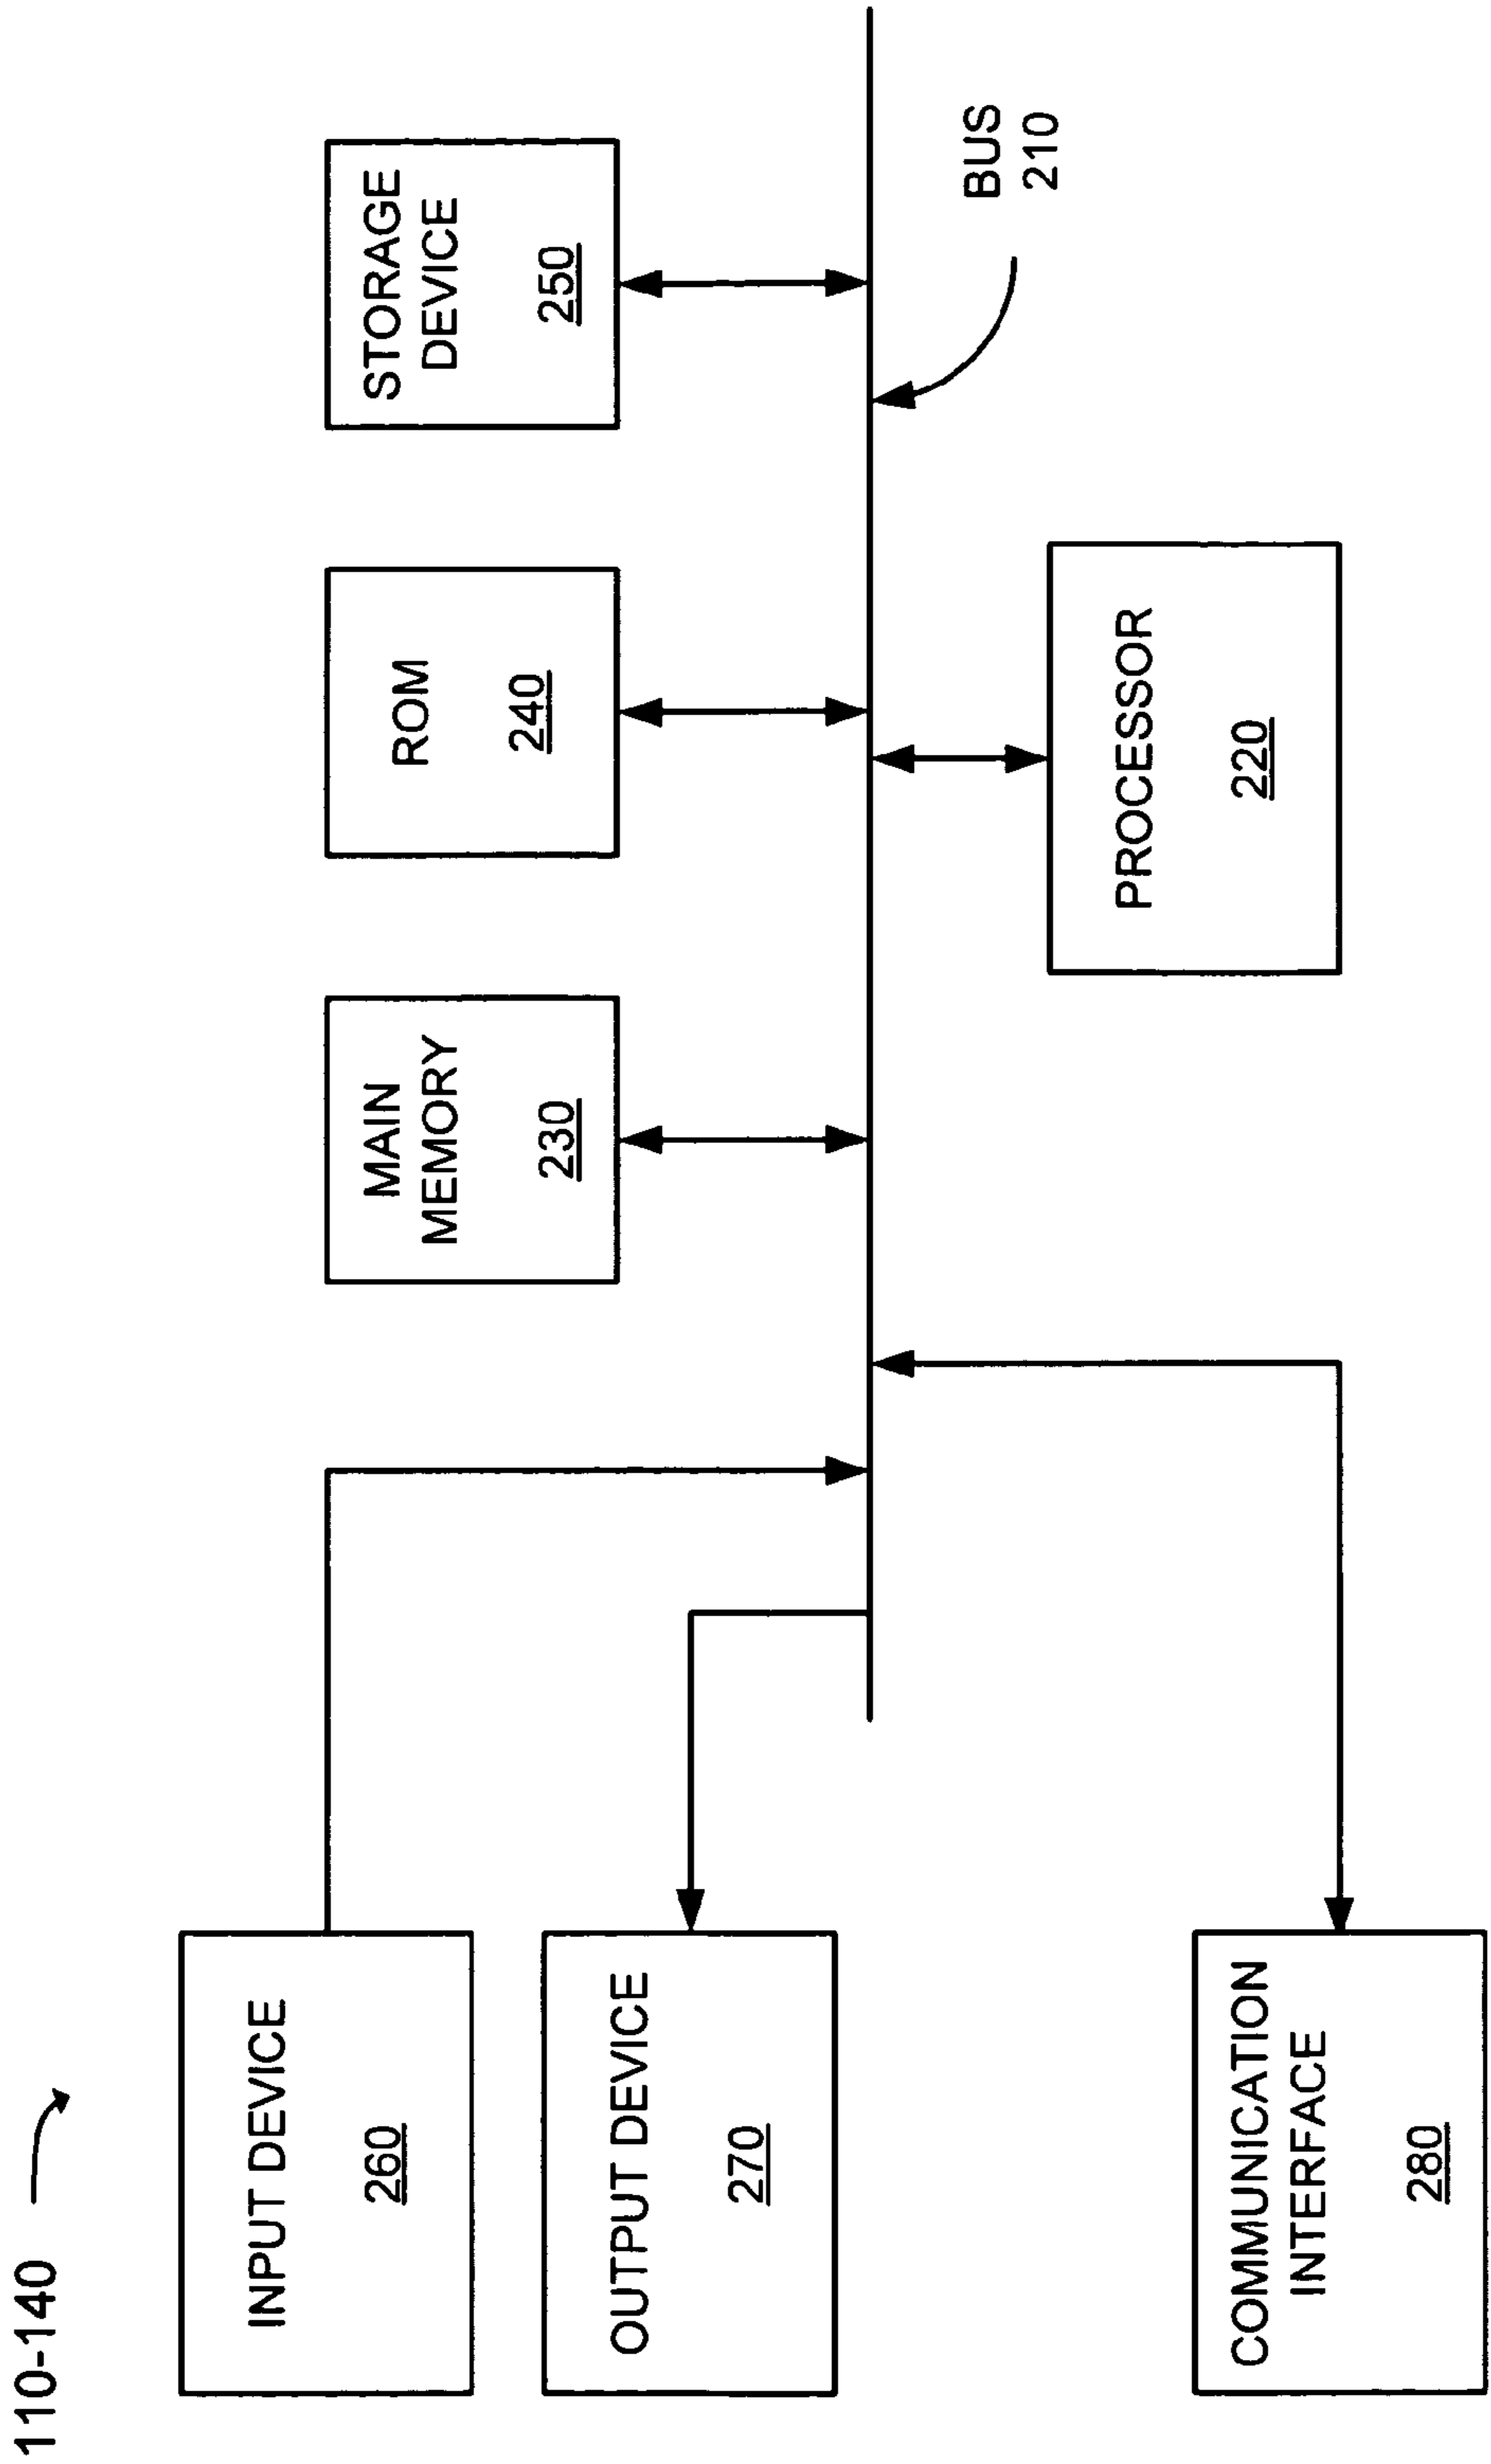 110-140
INPUT DEVICE
260
OUTPUT DEVICE
270
COMMUNICATION
INTERFACE
280
MAIN
MEMORY
230
ROM
240
STORAGE
DEVICE
250
PROCESSOR
220
BUS
210